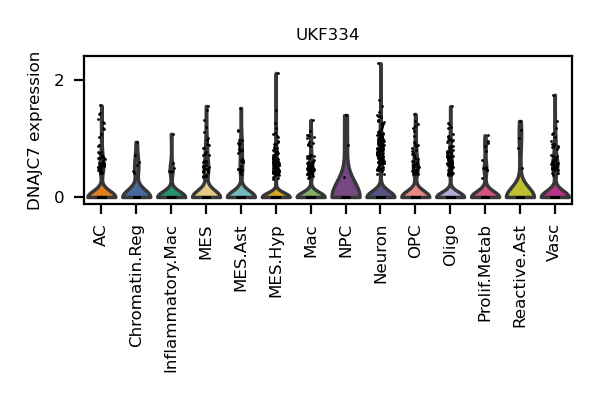 UKF334
DNAJC7 expression
2
0
AC
Chromatin.Reg
Inflammatory.Mac
MES
MES.Ast
MES.Hyp
Mac
NPC
Neuron
OPC
Oligo
Prolif.Metab
Reactive.Ast
Vasc